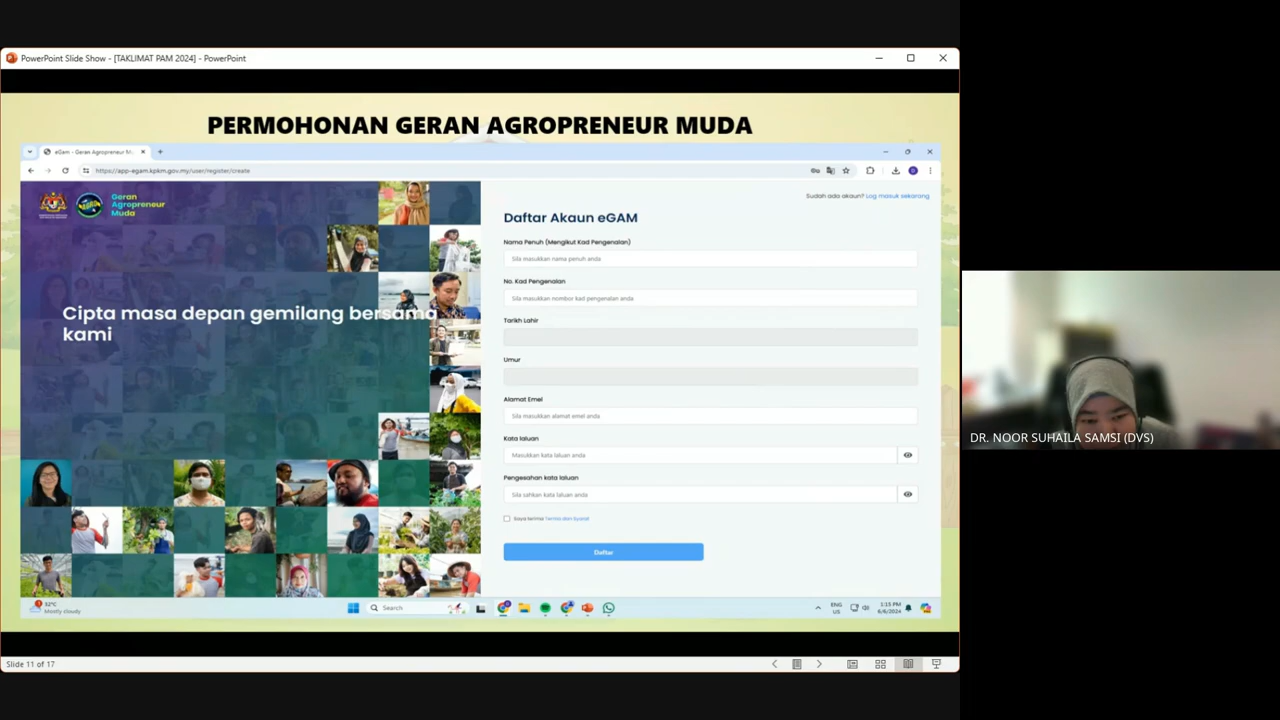 PowerPoint Slide Show - [TAKLIMAT PAM 2024] - PowerPoint
PERMOHONAN GERAN AGROPRENEUR MUDA
eGam - Geran Agropreneur M...
https://app-egam.kpkm.gov.my/user/register/create
Geran
Agropreneur
Muda
Sudah ada akaun? Log masuk sekarang
Cipta masa depan gemilang bersama
kami
Daftar Akaun eGAM
Nama Penuh (Mengikut Kad Pengenalan)
Sila masukkan nama penuh anda
No. Kad Pengenalan
Sila masukkan nombor kad pengenalan anda
Tarikh Lahir
Umur
Alamat Emel
Sila masukkan alamat emel anda
Kata laluan
Masukkan kata laluan anda
Pengesahan kata laluan
Sila sahkan kata laluan anda
Saya terima Terma dan Syarat
Daftar
32°C
Mostly cloudy
Search
ENG
US
1:15 PM
6/6/2024
Slide 11 of 17
DR. NOOR SUHAILA SAMSI (DVS)